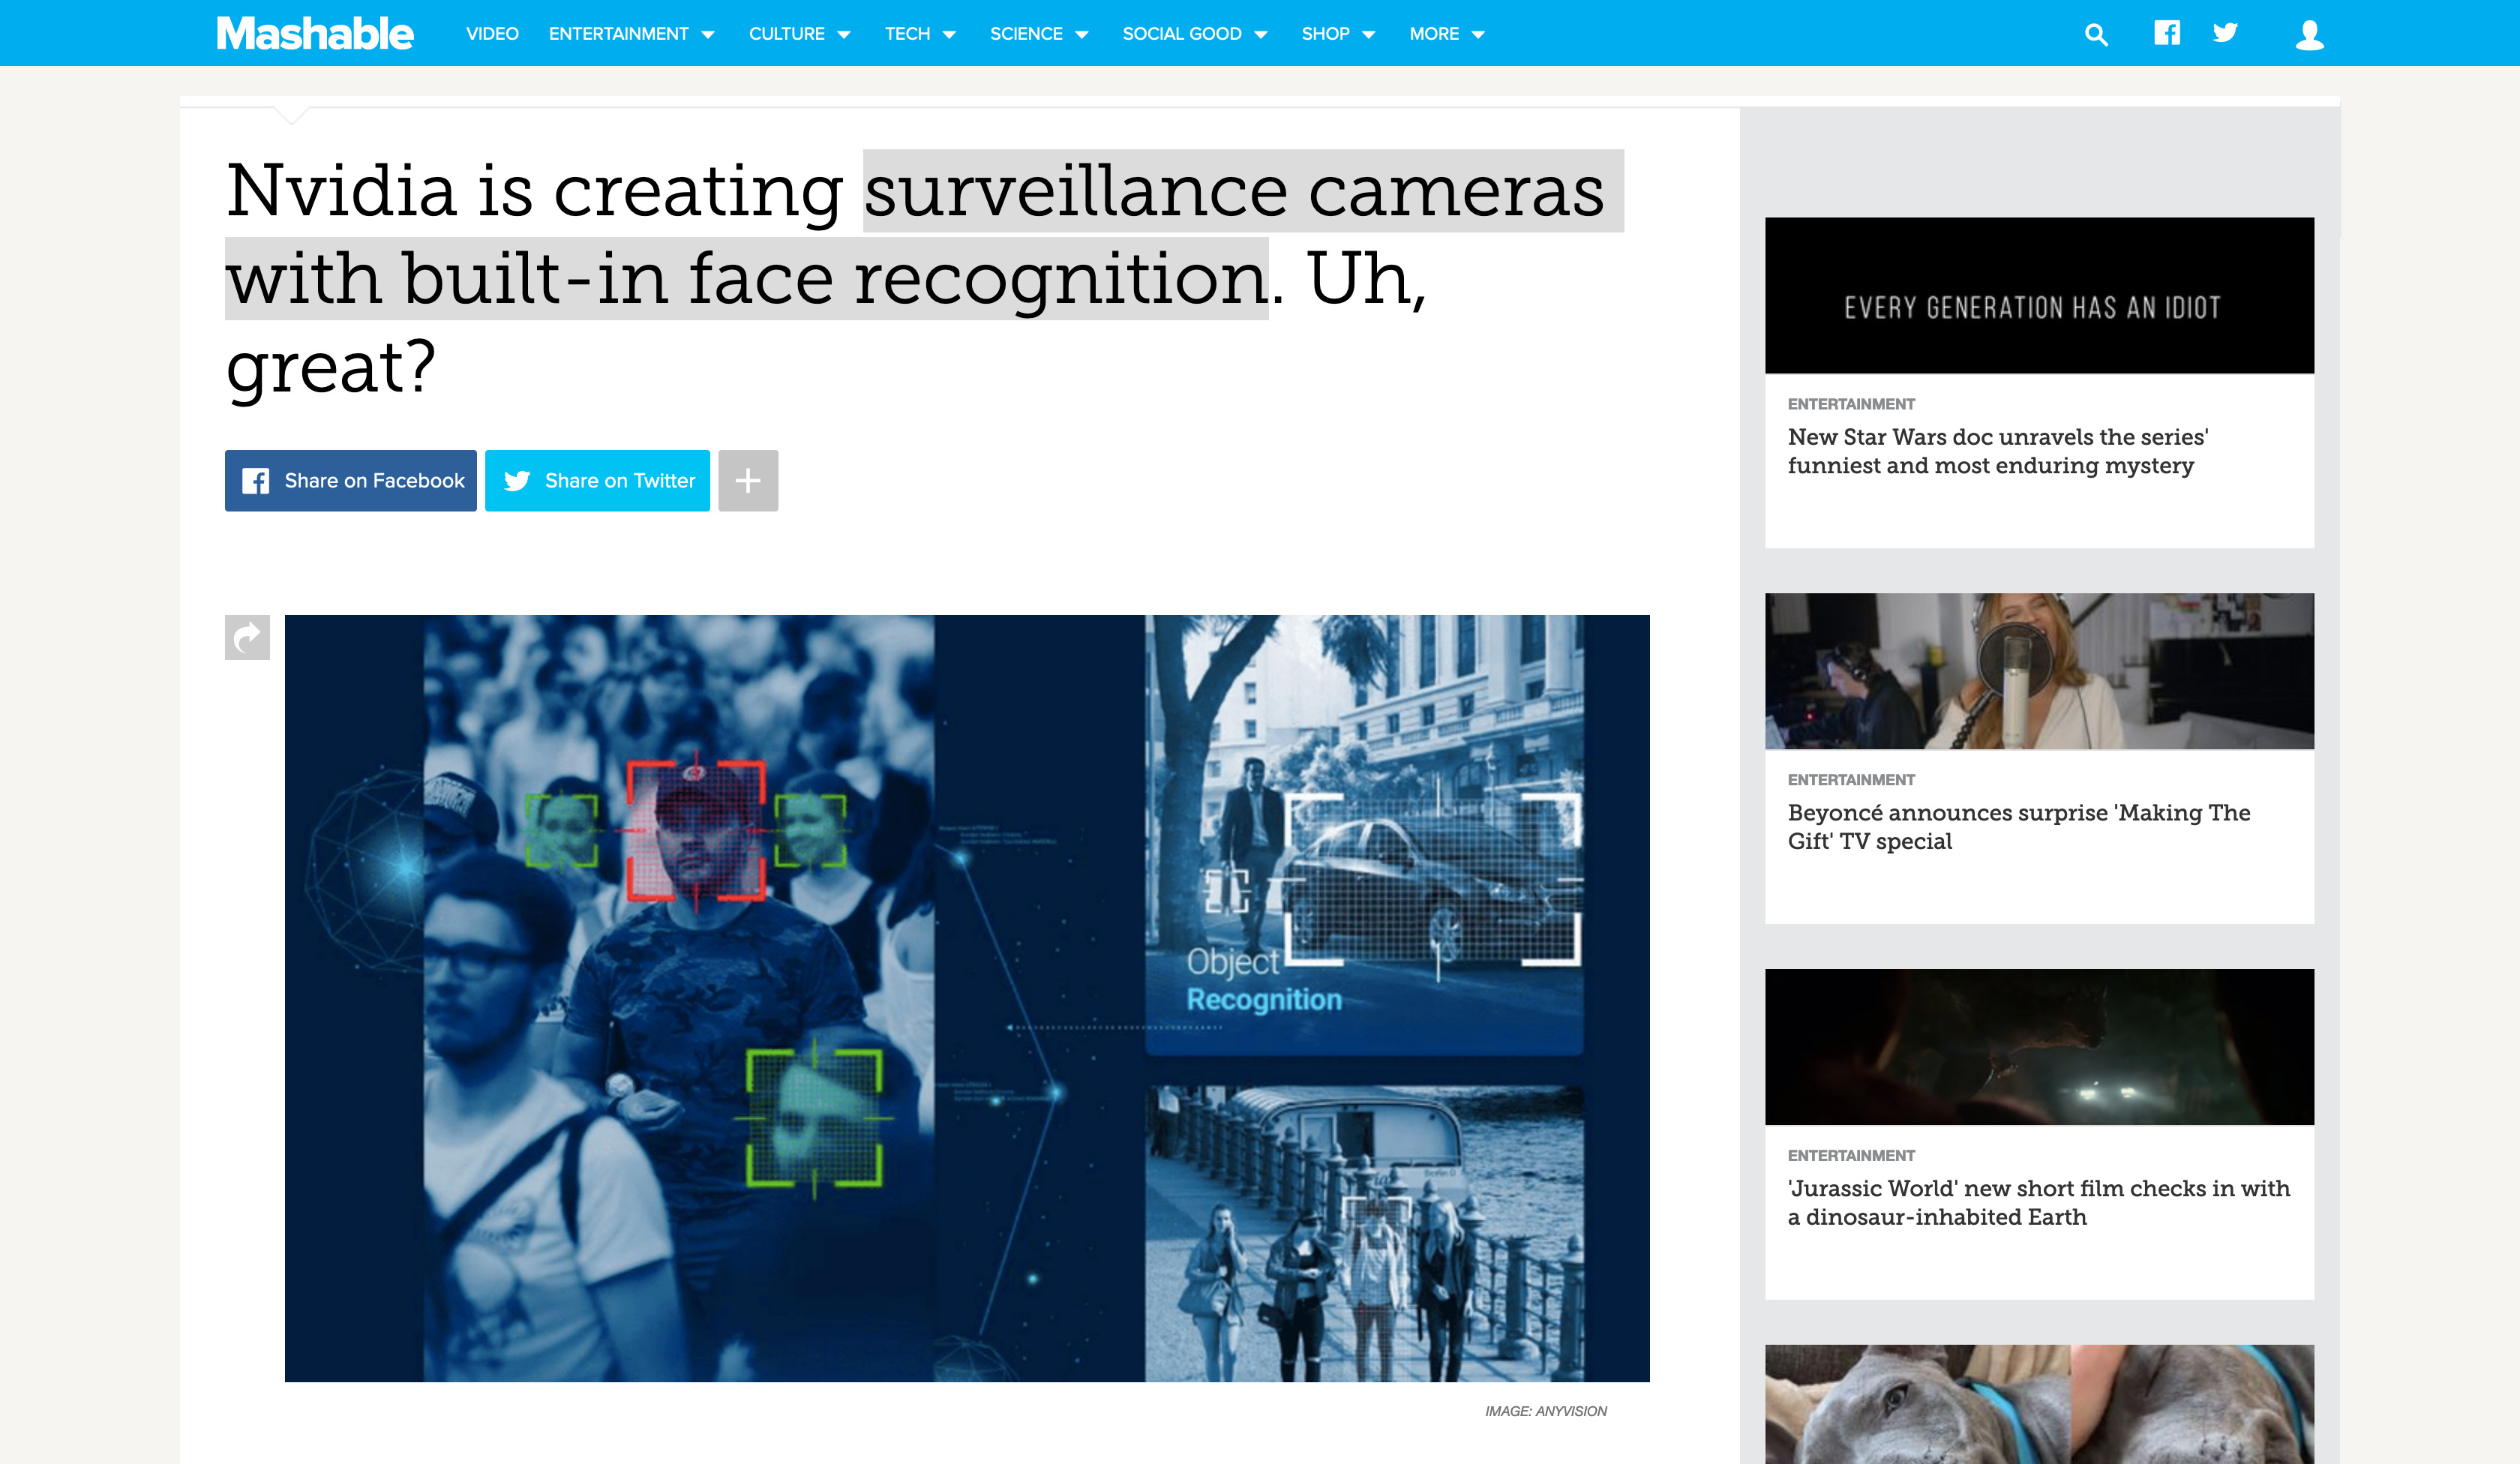 Mashable
VIDEO ENTERTAINMENT CULTURE TECH SCIENCE SOCIAL GOOD SHOP MORE
Nvidia is creating surveillance cameras
with built-in face recognition. Uh,
great?
Share on Facebook Share on Twitter +
Object
Recognition
IMAGE: ANYVISION
EVERY GENERATION HAS AN IDIOT
ENTERTAINMENT
New Star Wars doc unravels the series'
funniest and most enduring mystery
ENTERTAINMENT
Beyoncé announces surprise 'Making The
Gift' TV special
ENTERTAINMENT
'Jurassic World' new short film checks in with
a dinosaur-inhabited Earth